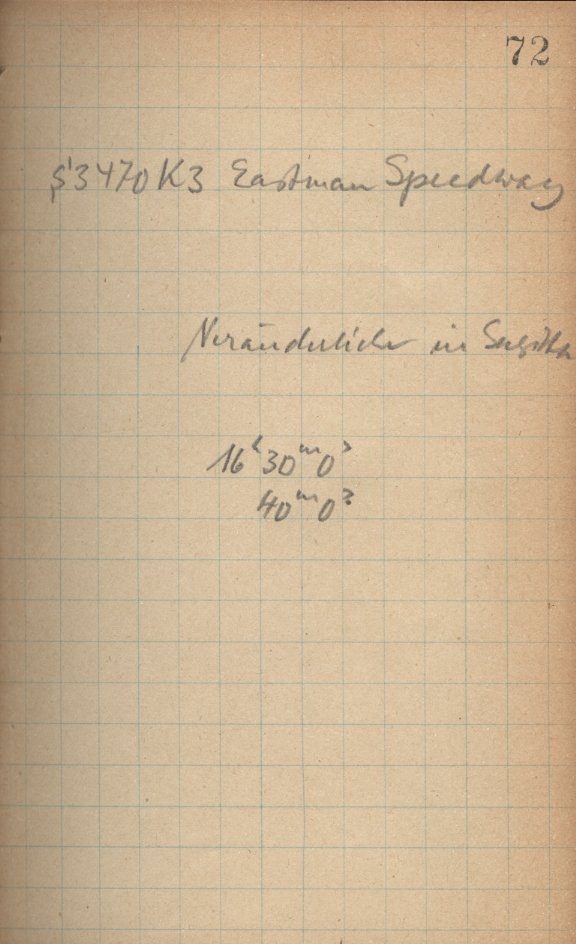 72
S'3470 K3 Eastman Speedway
Veränderlicher in Sagitta
16ʰ30ᵐ0ˢ
40ᵐ0ˢ